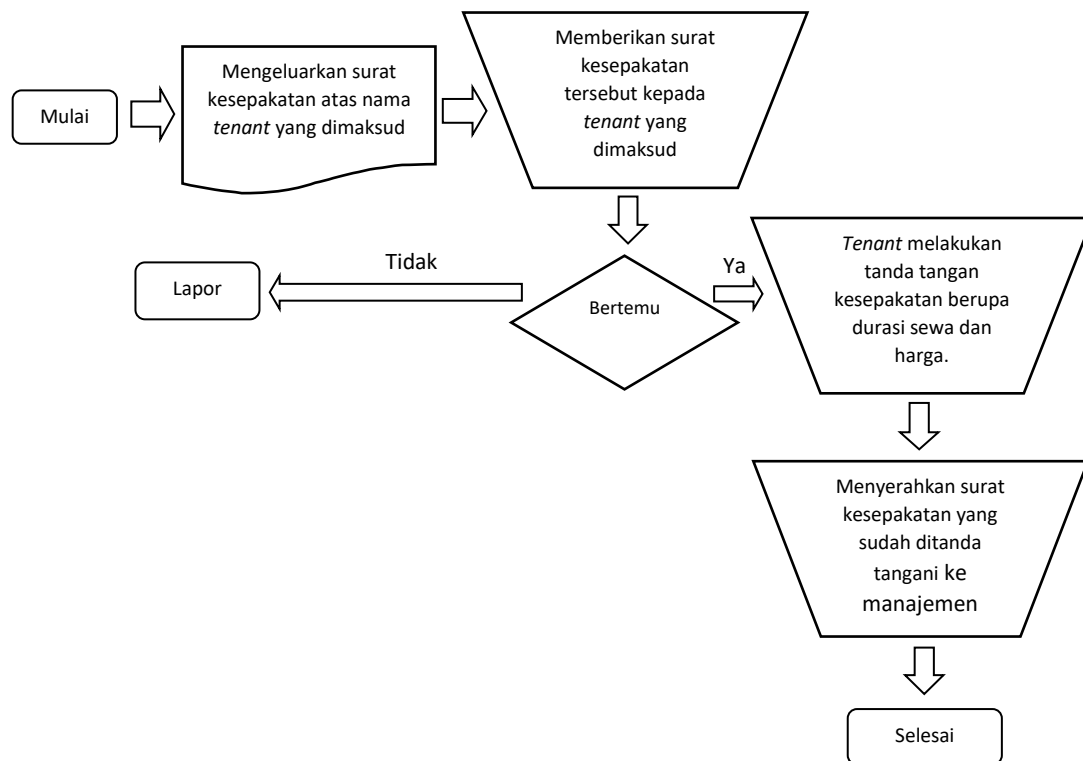 Mulai
Mengeluarkan surat
kesepakatan atas nama
tenant yang dimaksud
Memberikan surat
kesepakatan
tersebut kepada
tenant yang
dimaksud
Lapor
Tidak
Bertemu
Ya
Tenant melakukan
tanda tangan
kesepakatan berupa
durasi sewa dan
harga.
Menyerahkan surat
kesepakatan yang
sudah ditanda
tangani ke
manajemen
Selesai